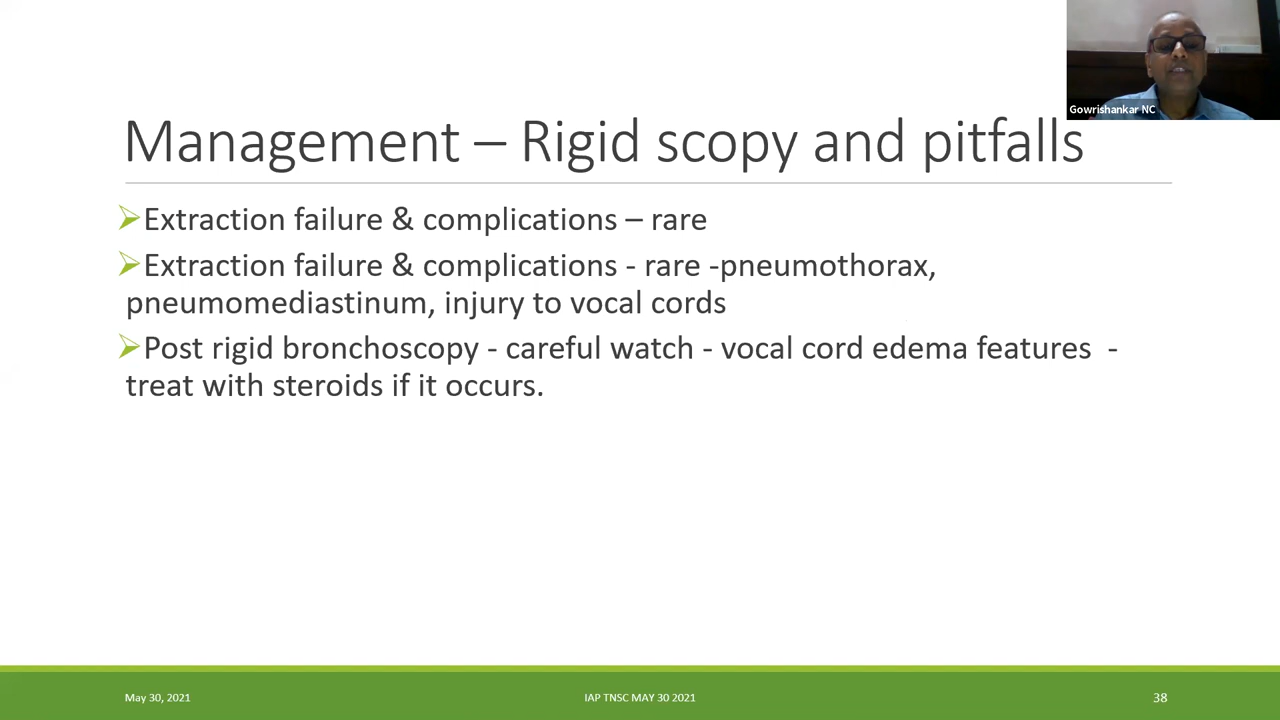 Gowrishankar NC
Management – Rigid scopy and pitfalls
Extraction failure & complications – rare
Extraction failure & complications - rare -pneumothorax,
pneumomediastinum, injury to vocal cords
Post rigid bronchoscopy - careful watch - vocal cord edema features -
treat with steroids if it occurs.
May 30, 2021
IAP TNSC MAY 30 2021
38